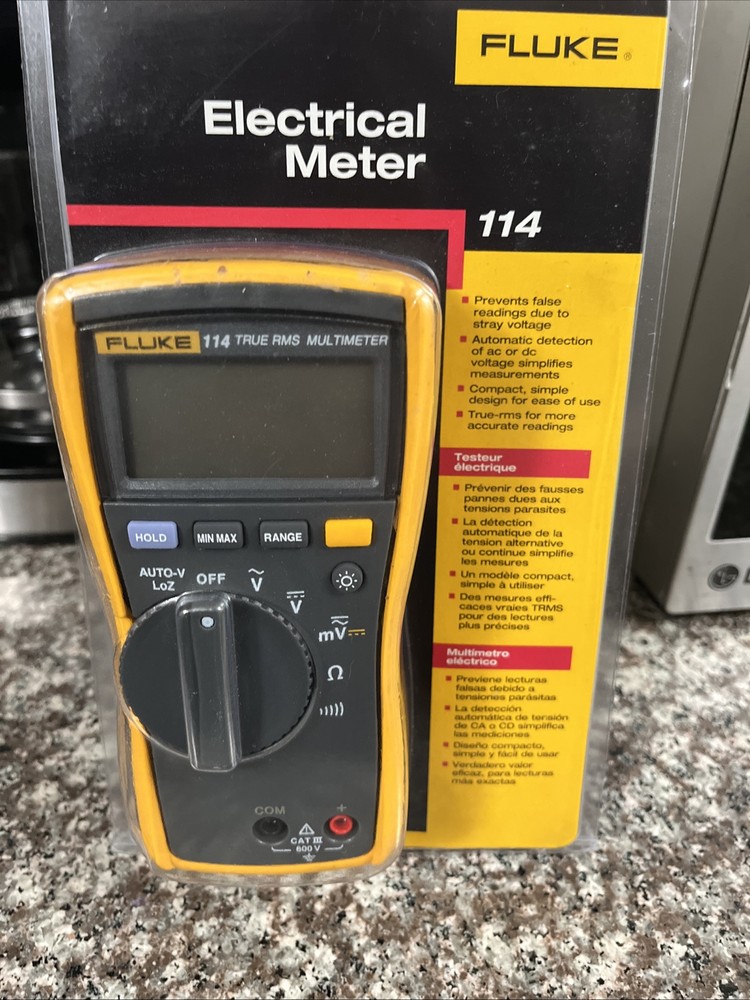 FLUKE®
Electrical
Meter
114
Prevents false
readings due to
stray voltage
Automatic detection
of ac or dc
voltage simplifies
measurements
Compact, simple
design for ease of use
True-rms for more
accurate readings
Testeur
électrique
Prévenir des fausses
pannes dues aux
tensions parasites
La détection
automatique de la
tension alternative
ou continue simplifie
les mesures
Un modèle compact,
simple à utiliser
Des mesures effi-
caces vraies TRMS
pour des lectures
plus précises
Multímetro
eléctrico
Previene lecturas
falsas debido a
tensiones parásitas
La detección
automática de tensión
de CA o CD simplifica
las mediciones
Diseño compacto,
simple y fácil de usar
Verdadero valor
eficaz, para lecturas
más exactas
FLUKE 114 TRUE RMS MULTIMETER
HOLD
MIN MAX
RANGE
AUTO-V
LoZ
OFF
V
V
mV
Ω
COM
+
CAT III
600 V